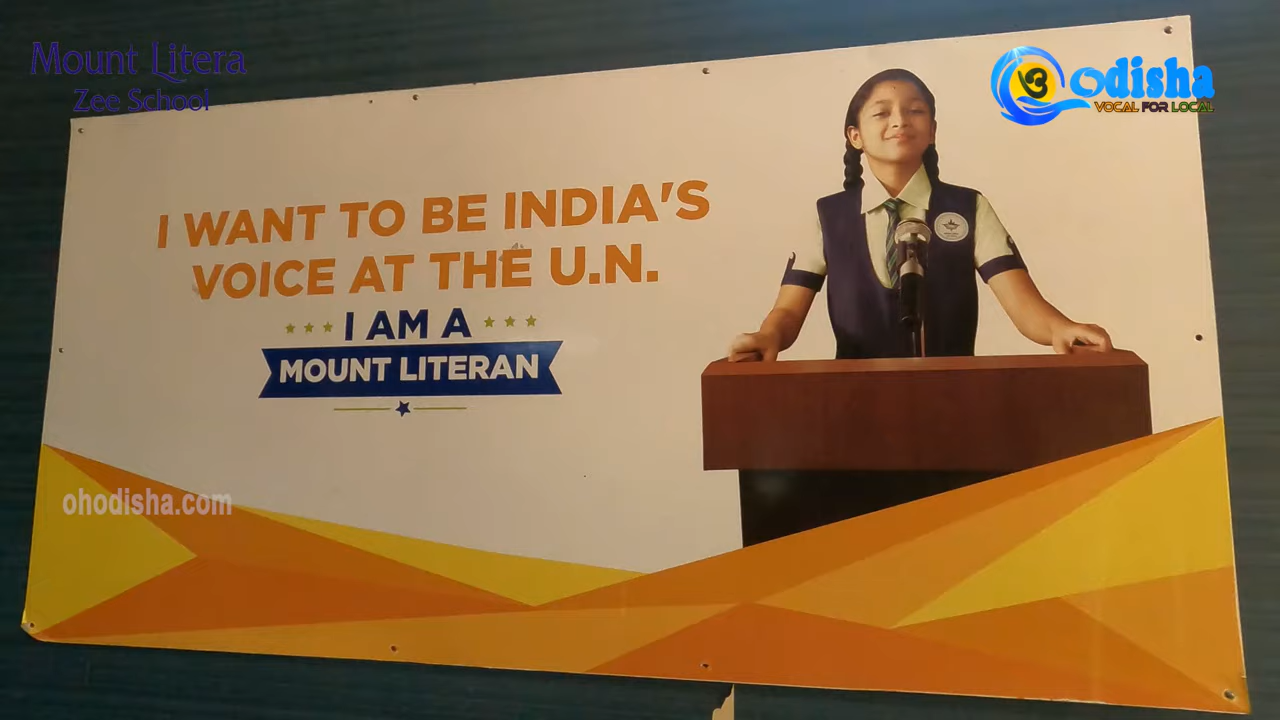 Mount Litera
Zee School
ଓ odisha
VOCAL FOR LOCAL
I WANT TO BE INDIA'S
VOICE AT THE U.N.
I AM A
MOUNT LITERAN
ohodisha.com